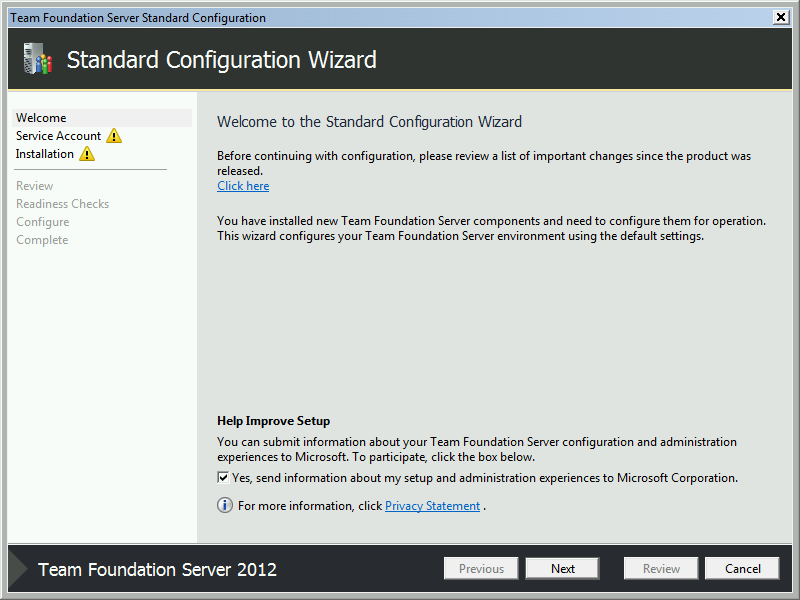 Team Foundation Server Standard Configuration
Standard Configuration Wizard
Welcome
Service Account
Installation
Review
Readiness Checks
Configure
Complete
Welcome to the Standard Configuration Wizard
Before continuing with configuration, please review a list of important changes since the product was
released.
Click here
You have installed new Team Foundation Server components and need to configure them for operation.
This wizard configures your Team Foundation Server environment using the default settings.
Help Improve Setup
You can submit information about your Team Foundation Server configuration and administration
experiences to Microsoft. To participate, click the box below.
Yes, send information about my setup and administration experiences to Microsoft Corporation.
For more information, click Privacy Statement .
Team Foundation Server 2012
Previous
Next
Review
Cancel